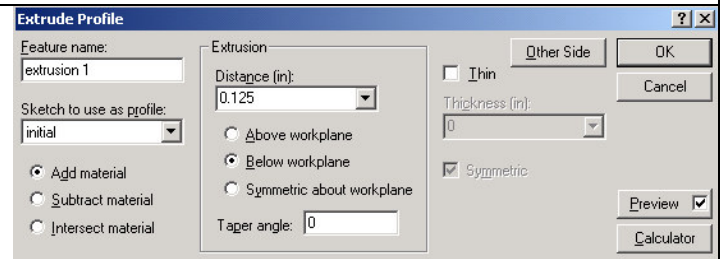 Extrude Profile
Feature name:
extrusion 1
Sketch to use as profile:
initial
Add material
Subtract material
Intersect material
Extrusion
Distance (in):
0.125
Above workplane
Below workplane
Symmetric about workplane
Taper angle: 0
Other Side
Thin
Thickness (in):
0
Symmetric
OK
Cancel
Preview
Calculator